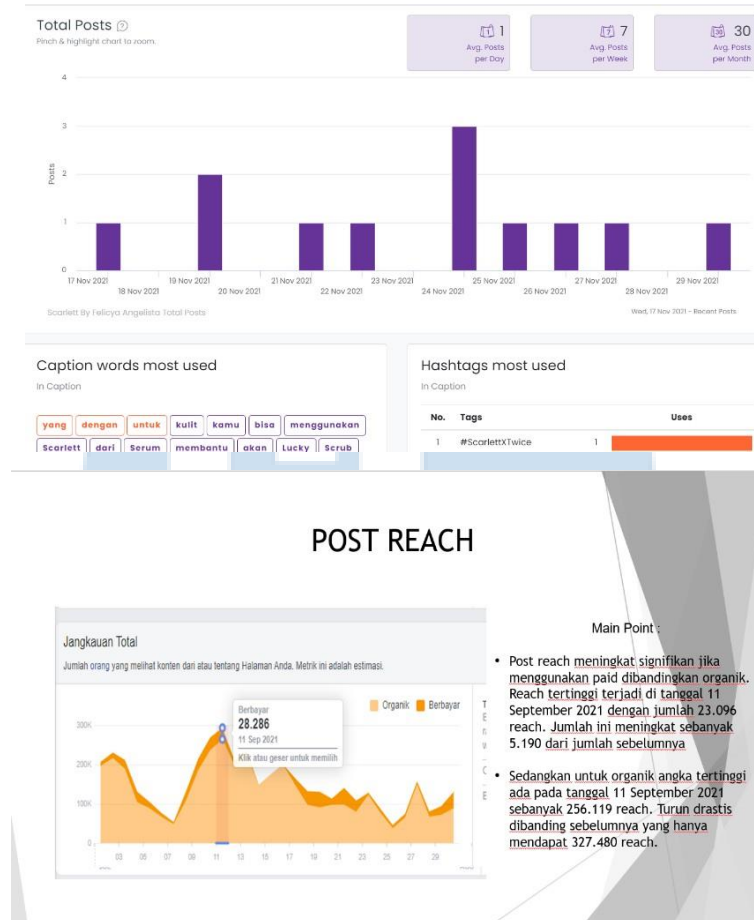 Total Posts
Pinch & highlight chart to zoom.
1
Avg. Posts
per Day
7
Avg. Posts
per Week
30
Avg. Posts
per Month
Posts
4
3
2
1
0
17 Nov 2021
18 Nov 2021
19 Nov 2021
20 Nov 2021
21 Nov 2021
22 Nov 2021
23 Nov 2021
24 Nov 2021
25 Nov 2021
26 Nov 2021
27 Nov 2021
28 Nov 2021
29 Nov 2021
Scarlett By Felicya Angelista Total Posts
Wed, 17 Nov 2021 - Recent Posts
Caption words most used
In Caption
yang dengan untuk kulit kamu bisa menggunakan
Scarlett dari Serum membantu akan Lucky Scrub
Hashtags most used
In Caption
No. Tags Uses
1 #ScarlettXTwice 1
POST REACH
Jangkauan Total
Jumlah orang yang melihat konten dari atau tentang Halaman Anda. Metrik ini adalah estimasi.
Organik Berbayar
Berbayar
28.286
11 Sep 2021
Klik atau geser untuk memilih
300K
200K
100K
0
03 05 07 09 11 13 15 17 19 21 23 25 27 29
Main Point :
• Post reach meningkat signifikan jika
menggunakan paid dibandingkan organik.
Reach tertinggi terjadi di tanggal 11
September 2021 dengan jumlah 23.096
reach. Jumlah ini meningkat sebanyak
5.190 dari jumlah sebelumnya
• Sedangkan untuk organik angka tertinggi
ada pada tanggal 11 September 2021
sebanyak 256.119 reach. Turun drastis
dibanding sebelumnya yang hanya
mendapat 327.480 reach.